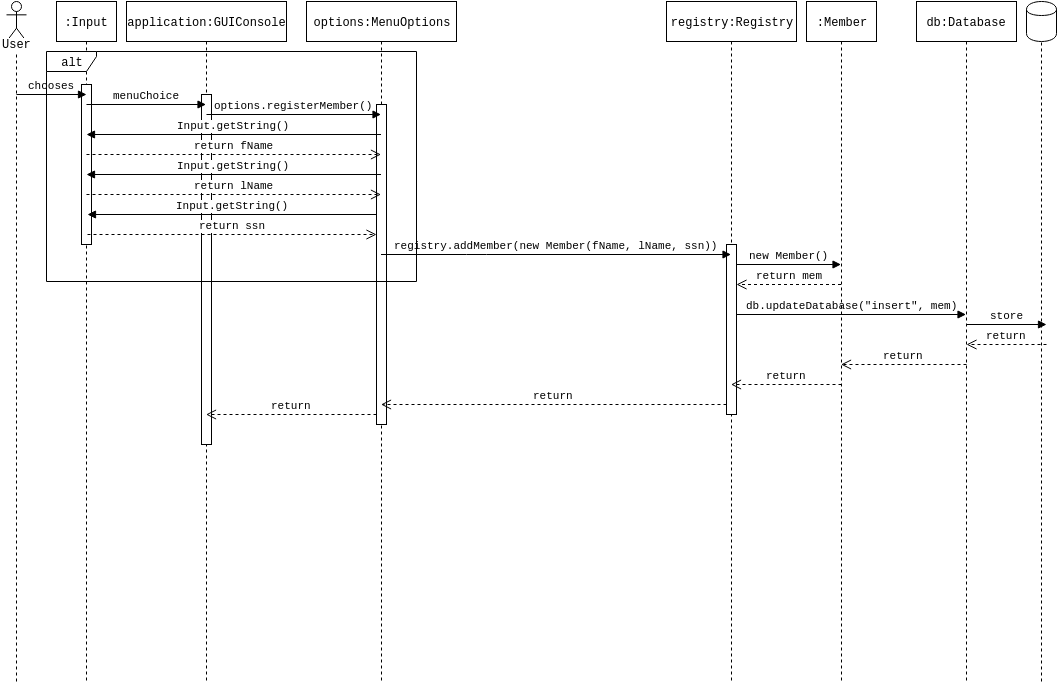 :Input
application:GUIConsole
options:MenuOptions
registry:Registry
:Member
db:Database
User
alt
chooses
menuChoice
options.registerMember()
Input.getString()
return fName
Input.getString()
return lName
Input.getString()
return ssn
registry.addMember(new Member(fName, lName, ssn))
new Member()
return mem
db.updateDatabase("insert", mem)
store
return
return
return
return
return